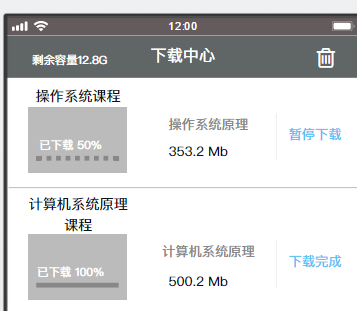 12:00
剩余容量12.8G
下载中心
操作系统课程
已下载 50%
操作系统原理
353.2 Mb
暂停下载
计算机系统原理
课程
已下载 100%
计算机系统原理
500.2 Mb
下载完成